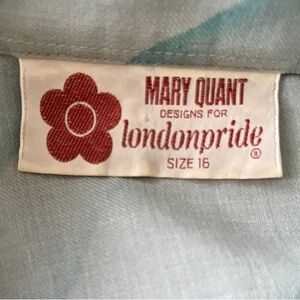 MARY QUANT
DESIGNS FOR
londonpride
SIZE 16